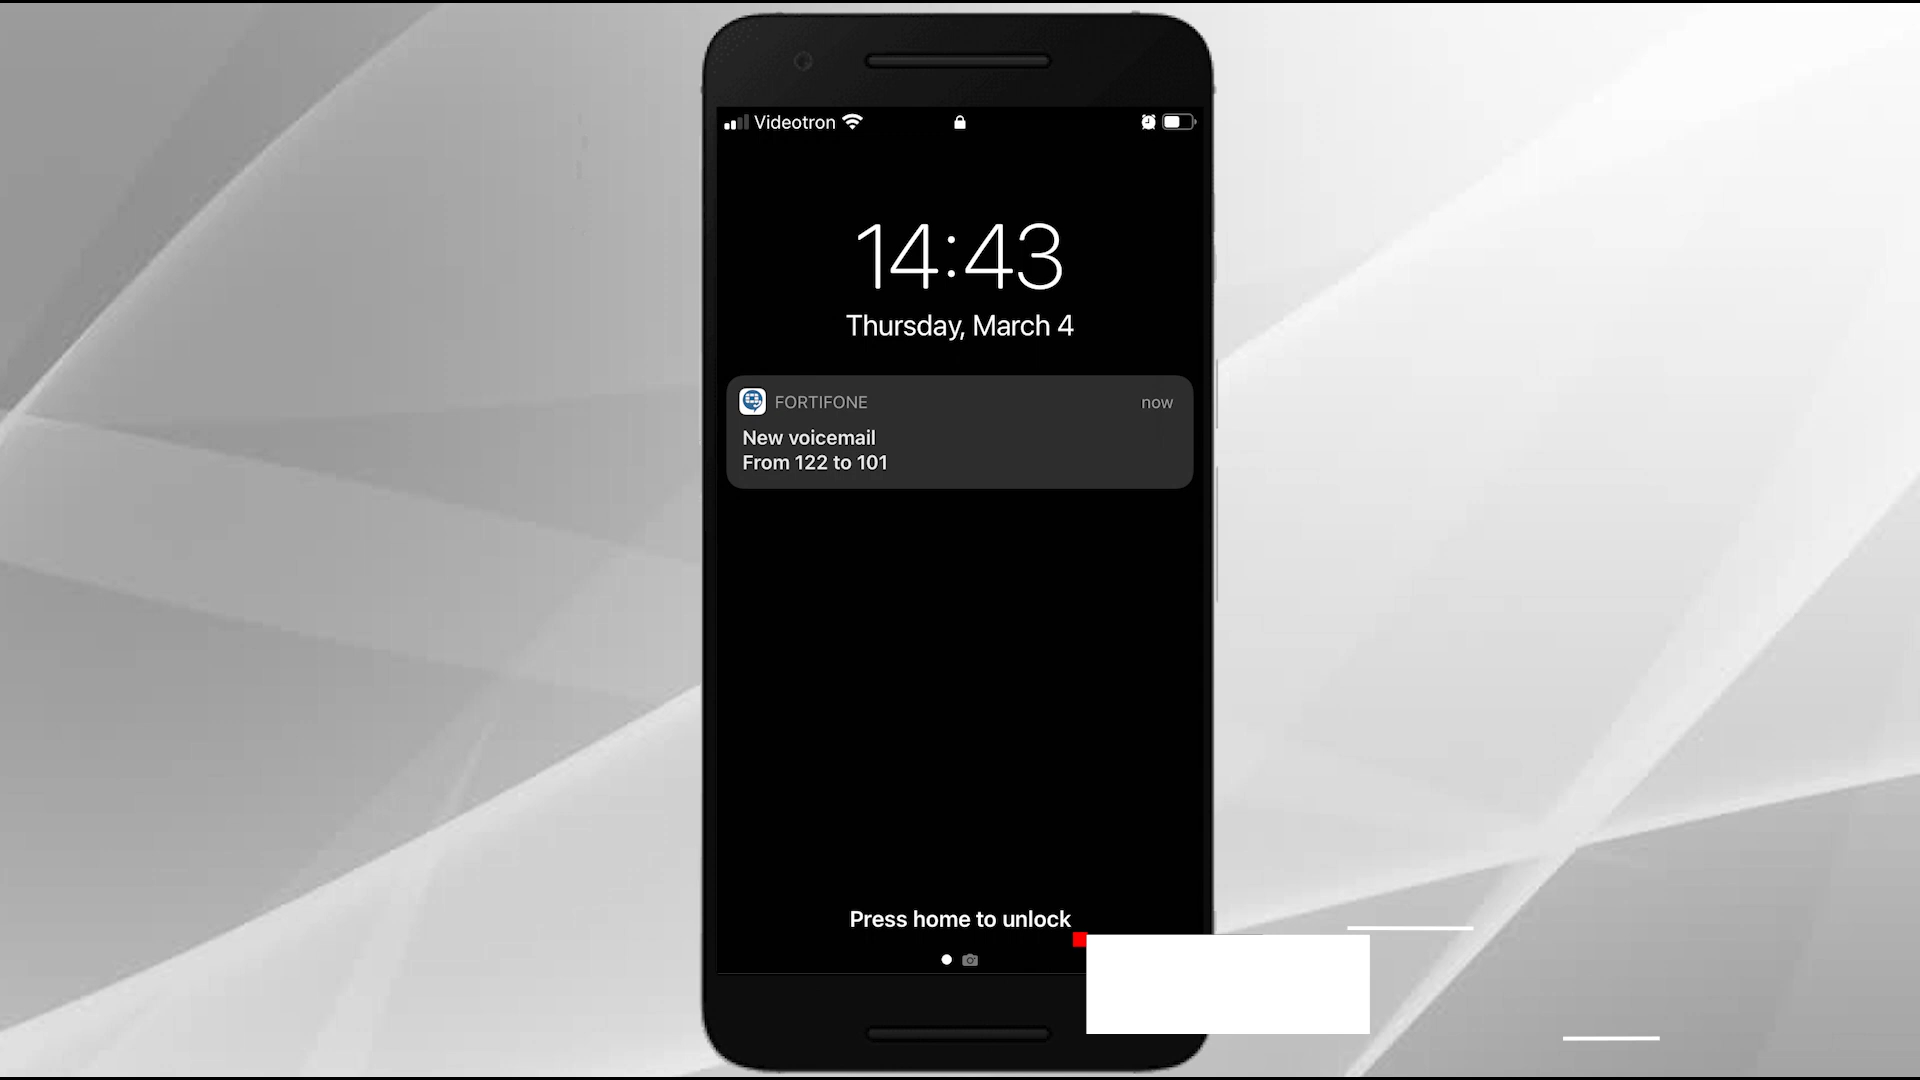 Videotron
14:43
Thursday, March 4
FORTIFONE
now
New voicemail
From 122 to 101
Press home to unlock